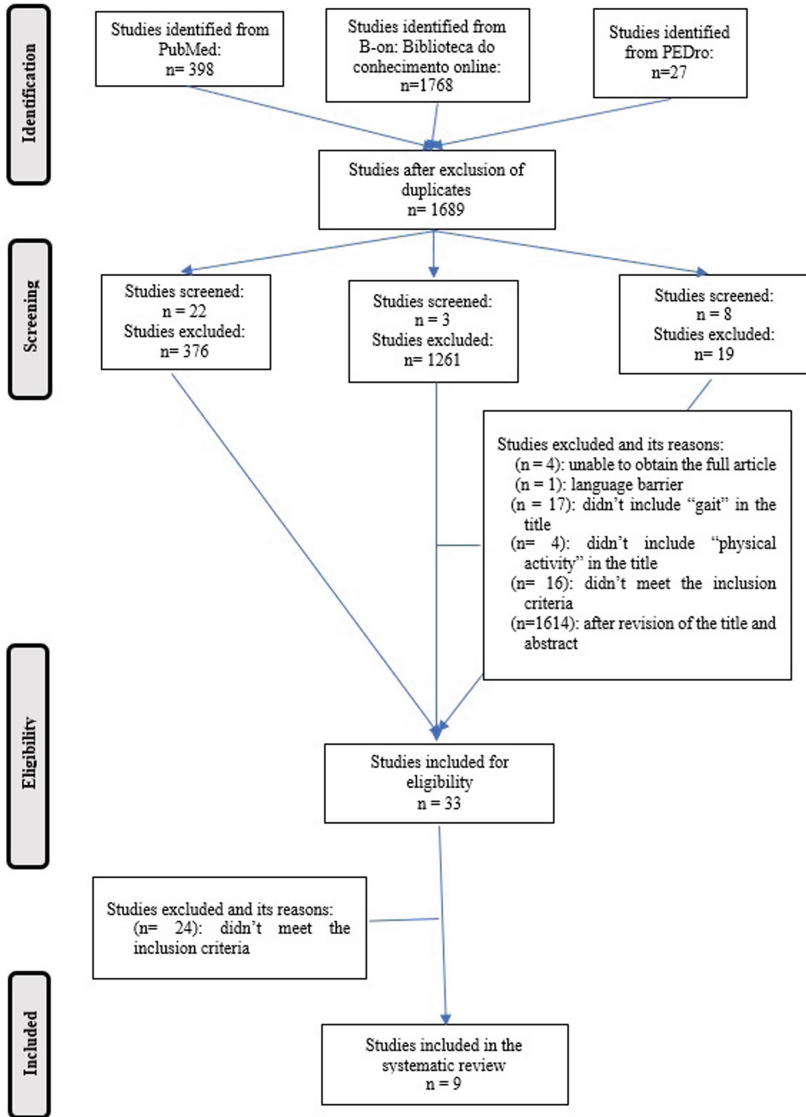 Identification
Studies identified from
PubMed:
n= 398
Studies identified from
B-on: Biblioteca do
conhecimento online:
n=1768
Studies identified
from PEDro:
n=27
Studies after exclusion of
duplicates
n= 1689
Screening
Studies screened:
n = 22
Studies excluded:
n= 376
Studies screened:
n = 3
Studies excluded:
n= 1261
Studies screened:
n = 8
Studies excluded:
n= 19
Studies excluded and its reasons:
(n = 4): unable to obtain the full article
(n = 1): language barrier
(n = 17): didn’t include “gait” in the
title
(n= 4): didn’t include “physical
activity” in the title
(n= 16): didn’t meet the inclusion
criteria
(n=1614): after revision of the title and
abstract
Eligibility
Studies included for
eligibility
n = 33
Studies excluded and its reasons:
(n= 24): didn’t meet the
inclusion criteria
Included
Studies included in the
systematic review
n = 9